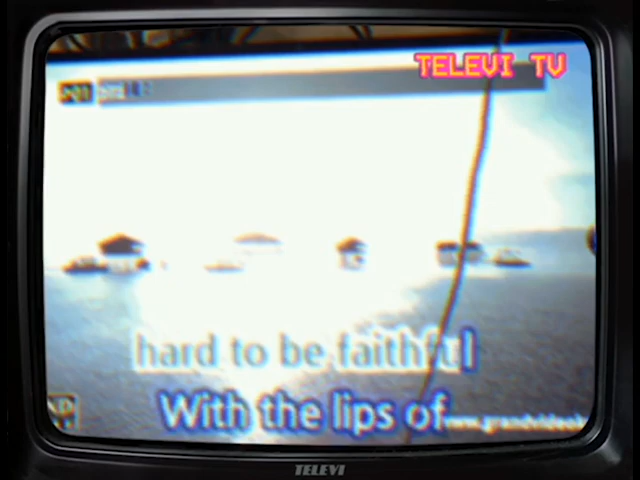 TELEVI TV
hard to be faithful
With the lips of
TELEVI